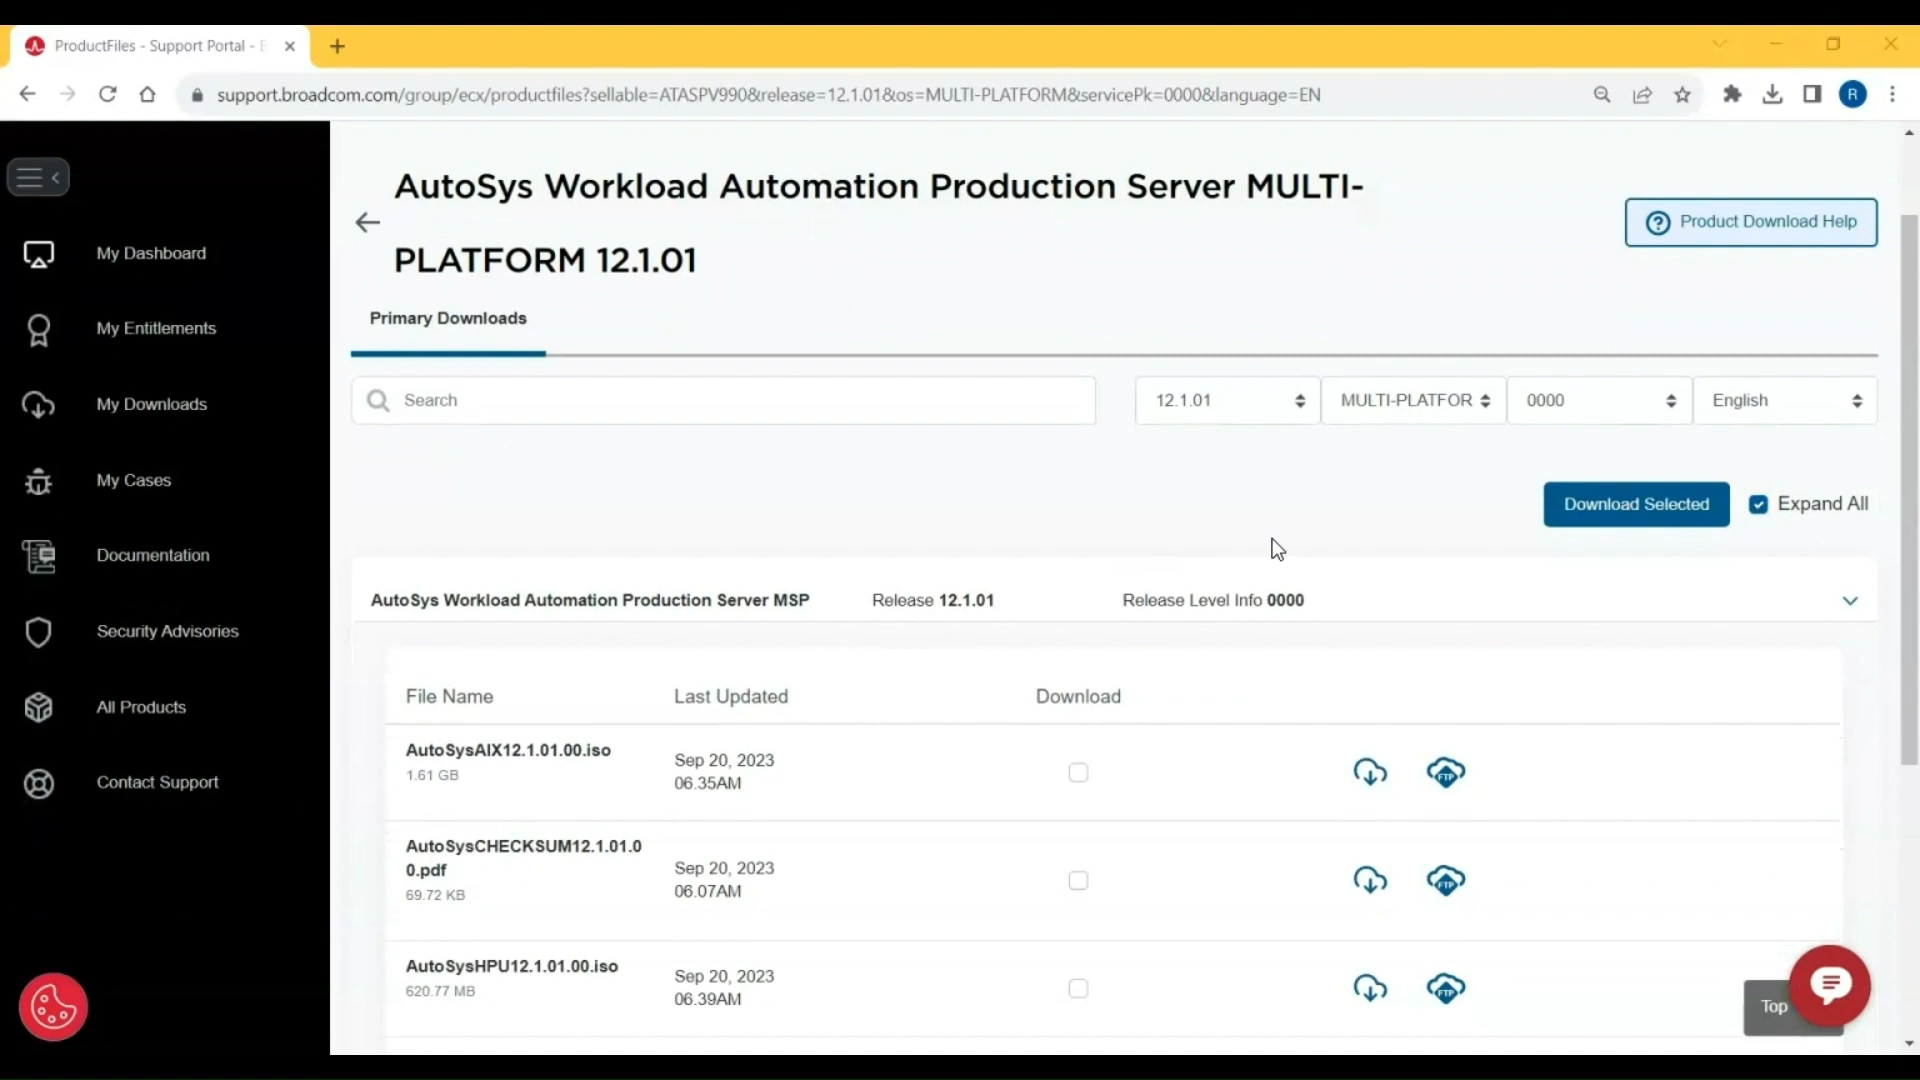 ProductFiles - Support Portal -
support.broadcom.com/group/ecx/productfiles?sellable=ATASPV990&release=12.1.01&os=MULTI-PLATFORM&servicePk=0000&language=EN
R
My Dashboard
My Entitlements
My Downloads
My Cases
Documentation
Security Advisories
All Products
Contact Support
AutoSys Workload Automation Production Server MULTI-
PLATFORM 12.1.01
Product Download Help
Primary Downloads
Search
12.1.01
MULTI-PLATFOR
0000
English
Download Selected
Expand All
AutoSys Workload Automation Production Server MSP
Release 12.1.01
Release Level Info 0000
File Name
Last Updated
Download
AutoSysAIX12.1.01.00.iso
1.61 GB
Sep 20, 2023
06.35AM
FTP
AutoSysCHECKSUM12.1.01.0
0.pdf
69.72 KB
Sep 20, 2023
06.07AM
FTP
AutoSysHPU12.1.01.00.iso
620.77 MB
Sep 20, 2023
06.39AM
FTP
Top